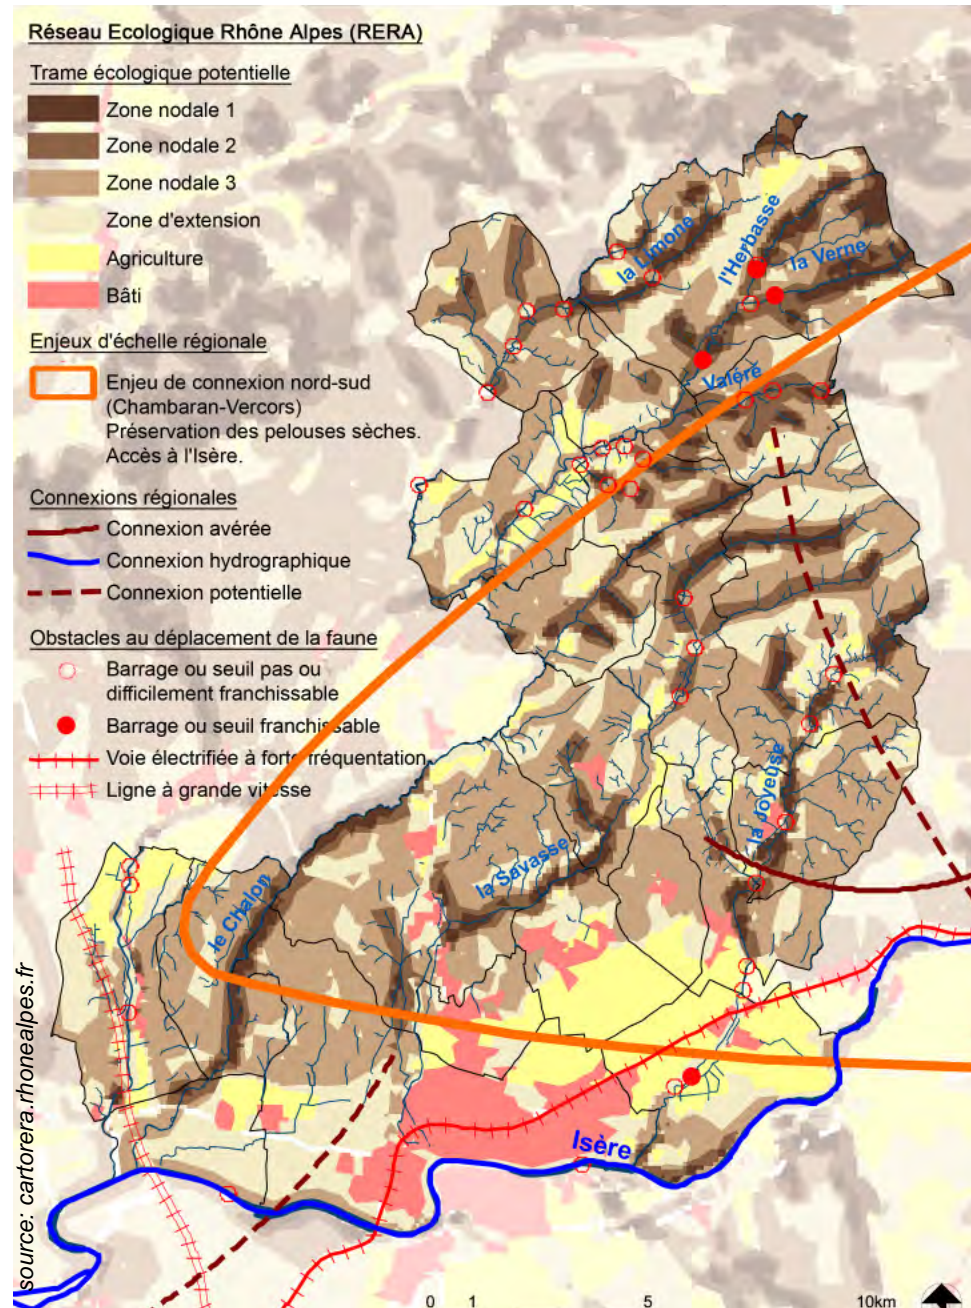 Réseau Ecologique Rhône Alpes (RERA)
Trame écologique potentielle
Zone nodale 1
Zone nodale 2
Zone nodale 3
Zone d'extension
Agriculture
Bâti
Enjeux d'échelle régionale
Enjeu de connexion nord-sud
(Chambaran-Vercors)
Préservation des pelouses sèches.
Accès à l'Isère.
Connexions régionales
Connexion avérée
Connexion hydrographique
Connexion potentielle
Obstacles au déplacement de la faune
Barrage ou seuil pas ou
difficilement franchissable
Barrage ou seuil franchissable
Voie électrifiée à forte fréquentation
Ligne à grande vitesse
la Limone
l'Herbasse
la Verne
Valéré
la Joyeuse
la Savasse
le Chalon
Isère
source: cartorera.rhonealpes.fr
0 1 5 10km